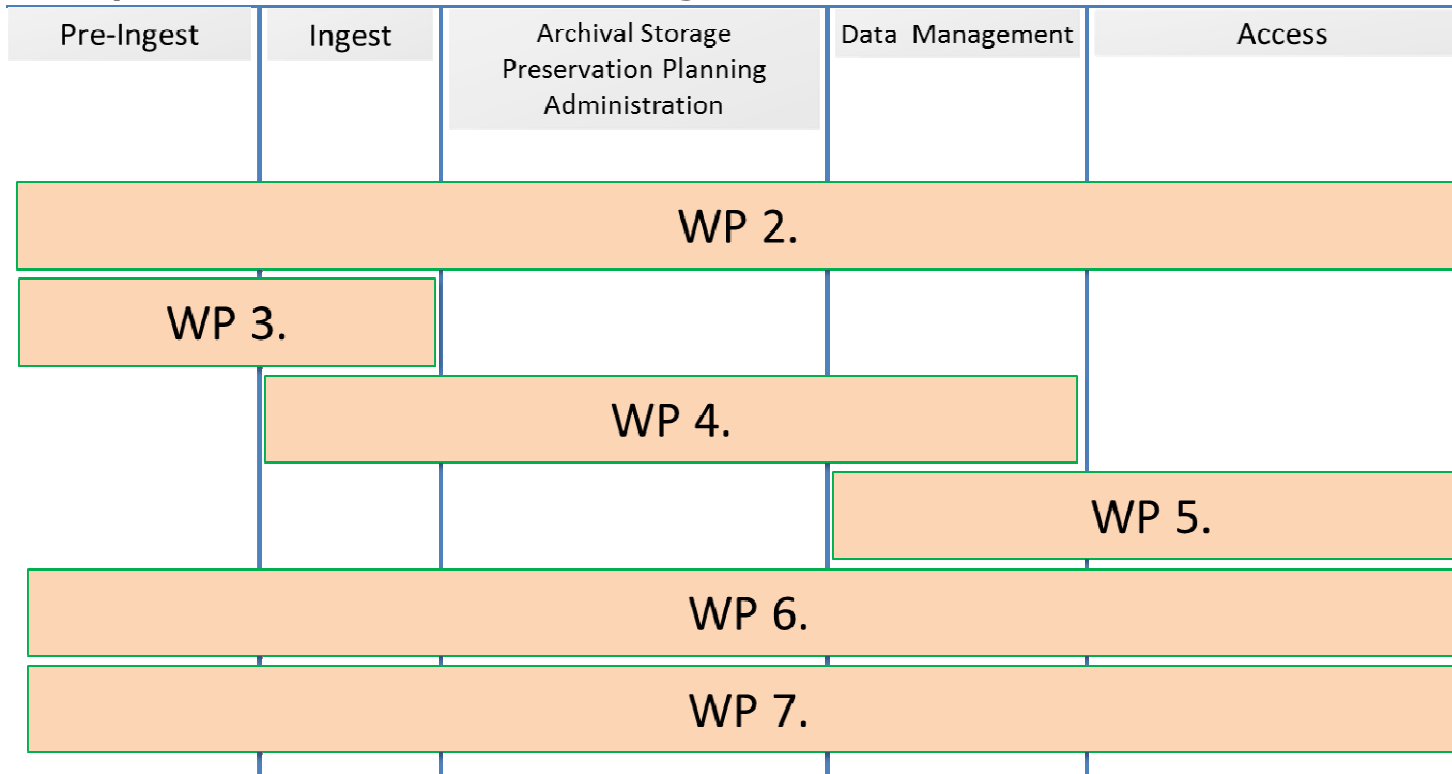 Pre-Ingest
Ingest
Archival Storage
Preservation Planning
Administration
Data Management
Access
WP 2.
WP 3.
WP 4.
WP 5.
WP 6.
WP 7.